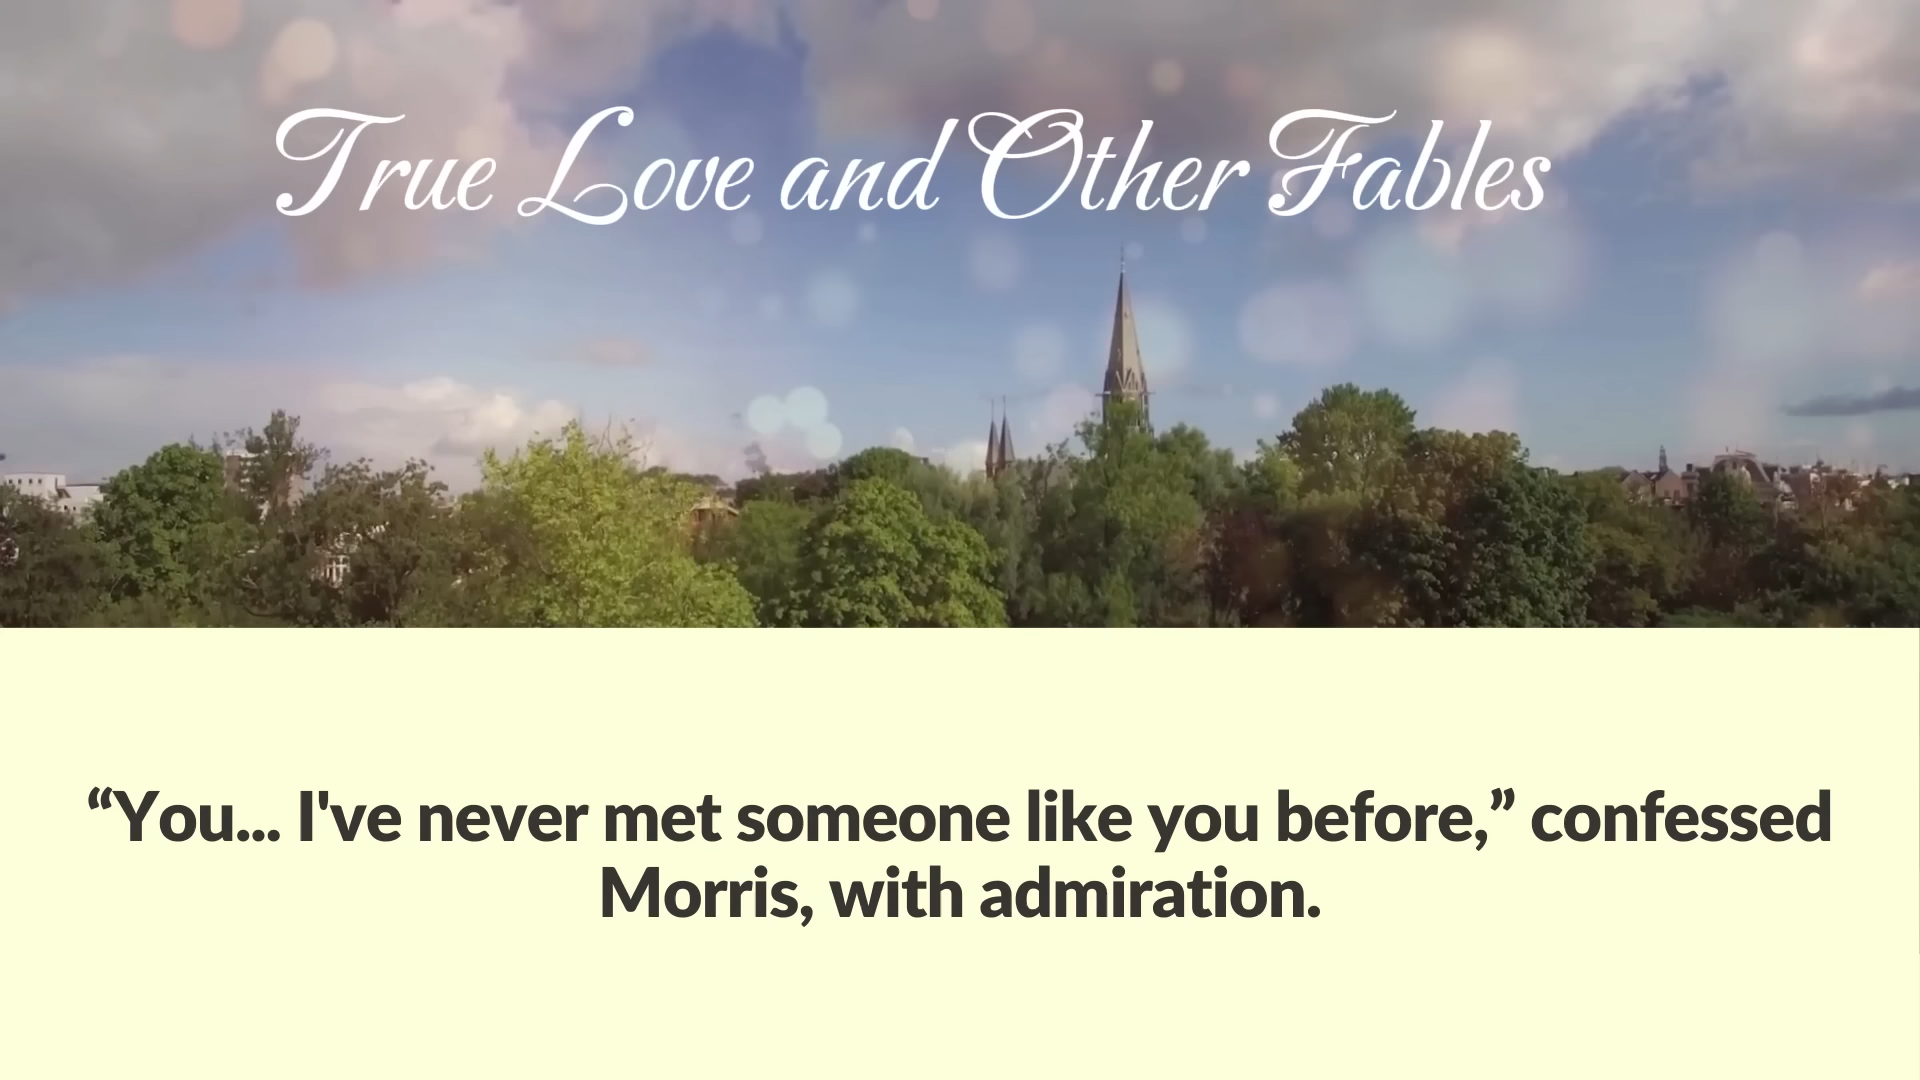 True Love and Other Fables
“You... I've never met someone like you before,” confessed
Morris, with admiration.